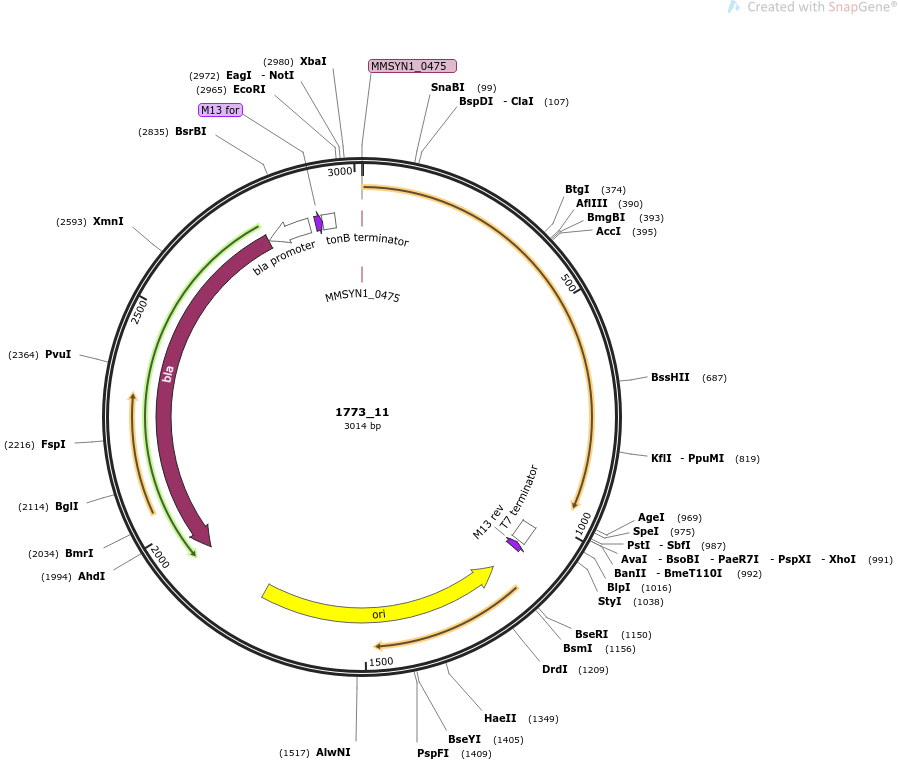 Created with SnapGene®
(2980) XbaI
MMSYN1_0475
(2972) EagI - NotI
(2965) EcoRI
SnaBI (99)
BspDI - ClaI (107)
M13 for
(2835) BsrBI
3000
BtgI (374)
AflIII (390)
BmgBI (393)
AccI (395)
(2593) XmnI
bla promoter
tonB terminator
500
MMSYN1_0475
2500
(2364) PvuI
bla
BssHII (687)
1773_11
3014 bp
(2216) FspI
KflI - PpuMI (819)
(2114) BglI
M13 rev
T7 terminator
1000
AgeI (969)
SpeI (975)
PstI - SbfI (987)
AvaI - BsoBI - PaeR7I - PspXI - XhoI (991)
BanII - BmeT110I (992)
BlpI (1016)
StyI (1038)
(2034) BmrI
2000
(1994) AhdI
ori
BseRI (1150)
BsmI (1156)
DrdI (1209)
1500
HaeII (1349)
BseYI (1405)
PspFI (1409)
(1517) AlwNI